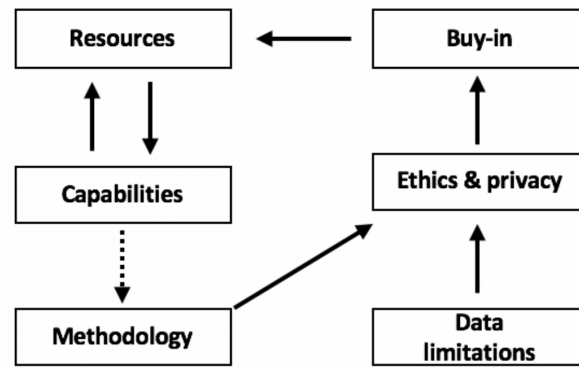 Resources
Buy-in
Capabilities
Ethics & privacy
Methodology
Data
limitations